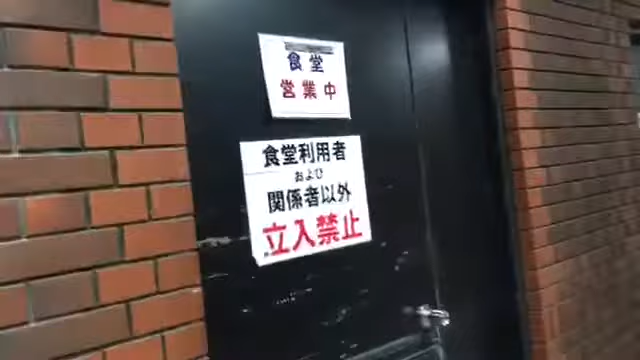 食堂
営業中
食堂利用者
および
関係者以外
立入禁止